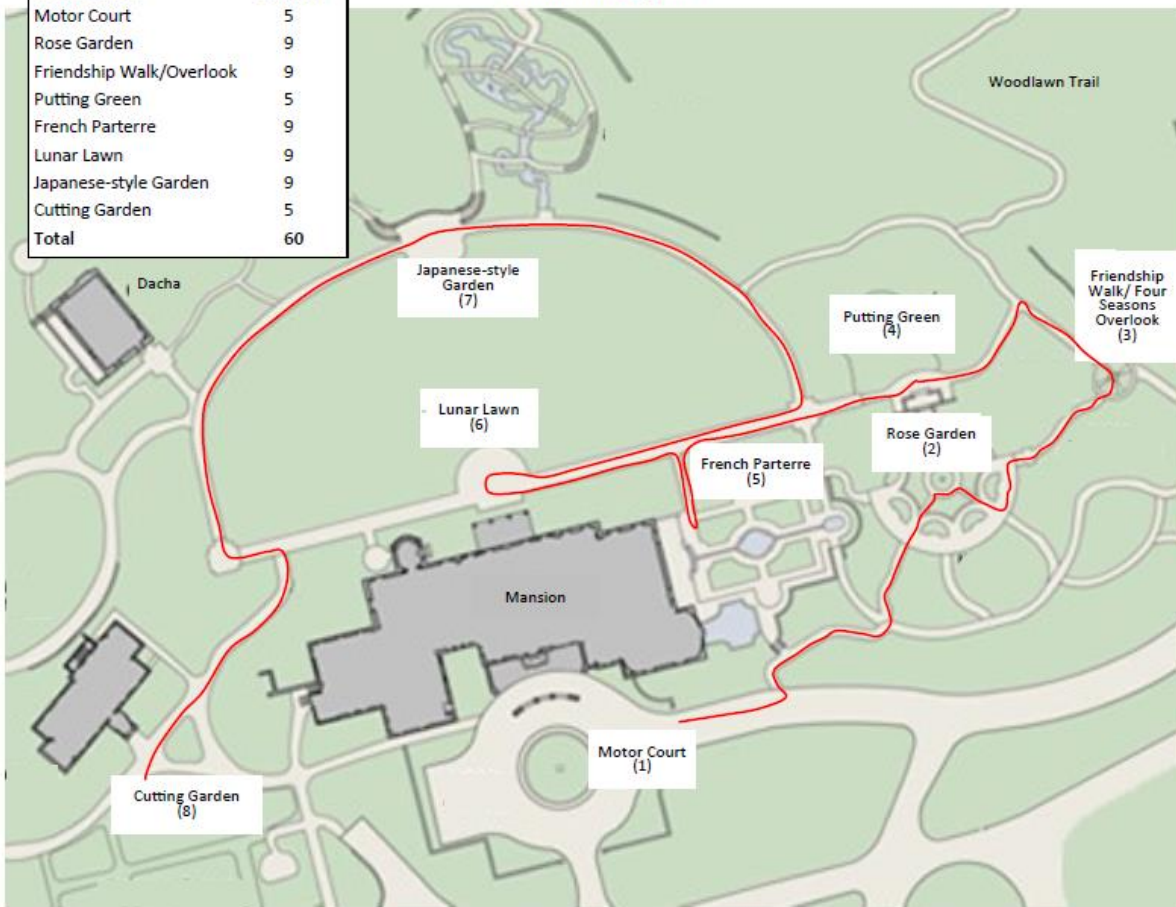 Motor Court 5
Rose Garden 9
Friendship Walk/Overlook 9
Putting Green 5
French Parterre 9
Lunar Lawn 9
Japanese-style Garden 9
Cutting Garden 5
Total 60
Woodlawn Trail
Dacha
Japanese-style
Garden
(7)
Friendship
Walk/ Four
Seasons
Overlook
(3)
Putting Green
(4)
Lunar Lawn
(6)
Rose Garden
(2)
French Parterre
(5)
Mansion
Motor Court
(1)
Cutting Garden
(8)